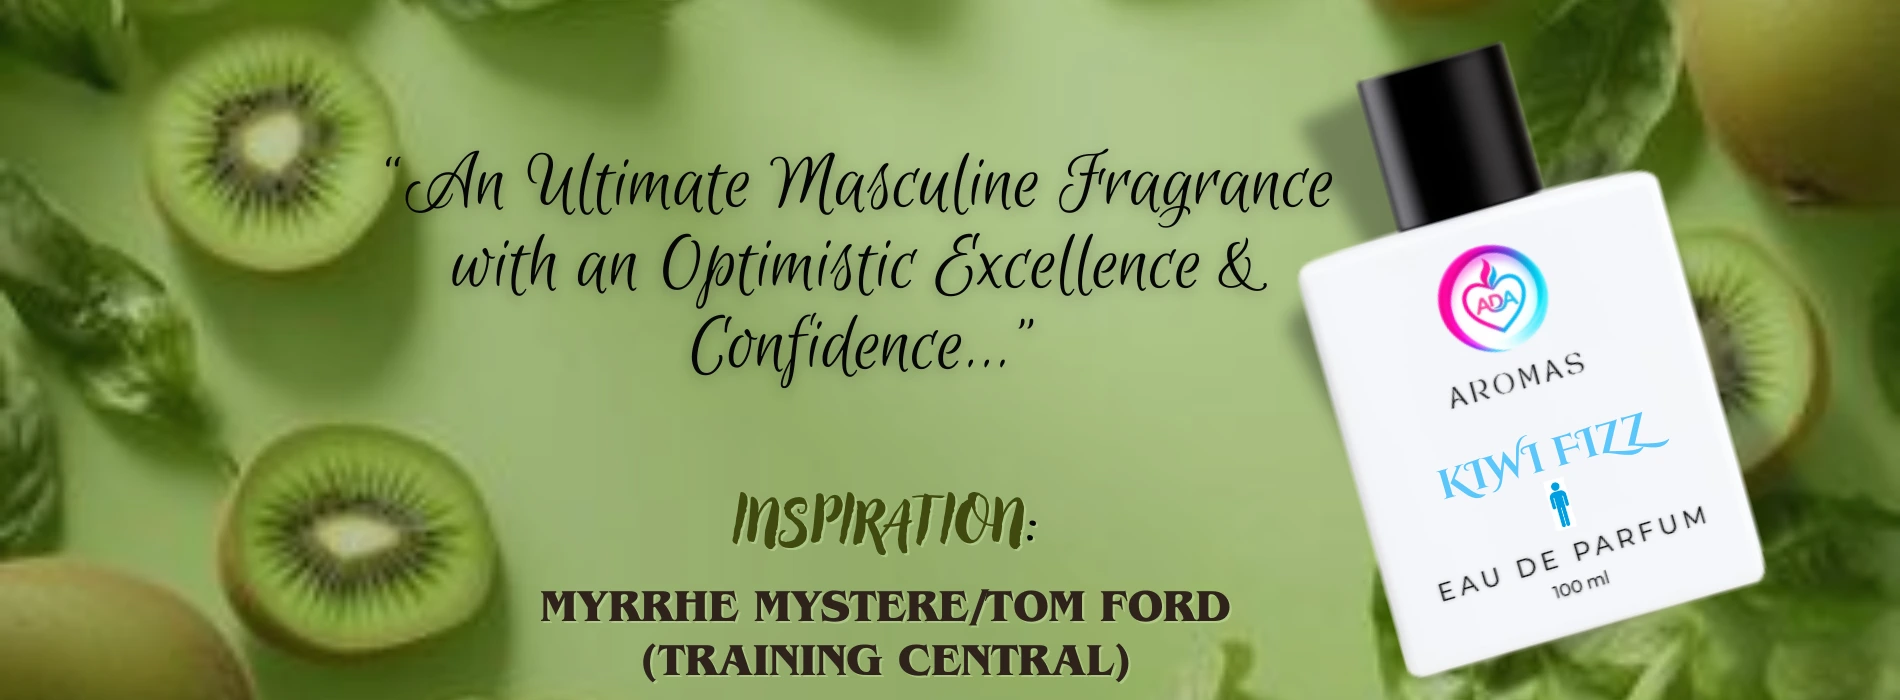 “An Ultimate Masculine Fragrance
with an Optimistic Excellence &
Confidence...”
INSPIRATION:
MYRRHE MYSTERE/TOM FORD
(TRAINING CENTRAL)
ADA
AROMAS
KIWI FIZZ
EAU DE PARFUM
100 ml